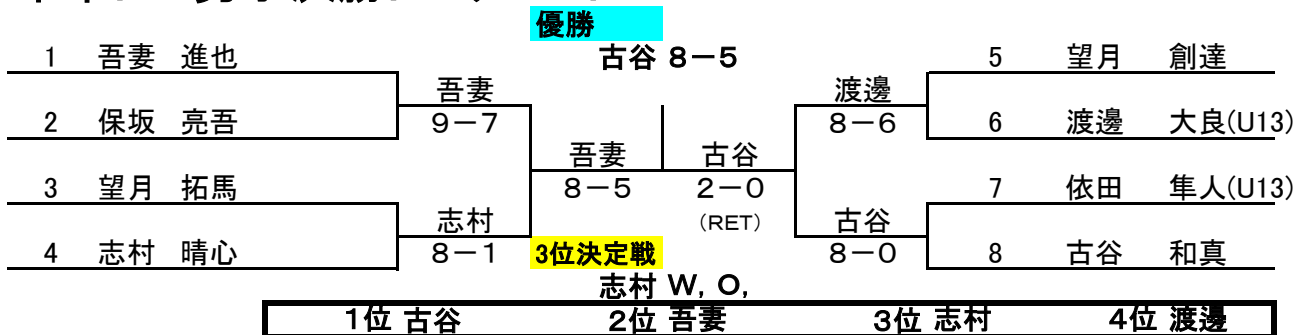 優勝
古谷 8－5
1 吾妻 進也
5 望月 創達
吾妻
渡邊
2 保坂 亮吾
9－7
8－6
6 渡邊 大良(U13)
吾妻
古谷
3 望月 拓馬
8－5
2－0
7 依田 隼人(U13)
志村
(RET)
古谷
4 志村 晴心
8－1
3位決定戦
8－0
8 古谷 和真
志村 W, O,
1位 古谷 2位 吾妻 3位 志村 4位 渡邊